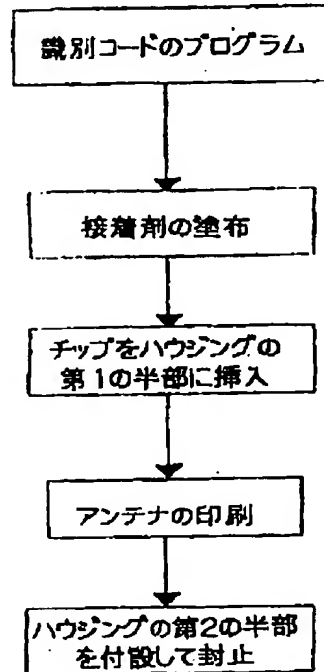 識別コードのプログラム
接着剤の塗布
チップをハウジングの
第1の半部に挿入
アンテナの印刷
ハウジングの第2の半部
を付設して封止